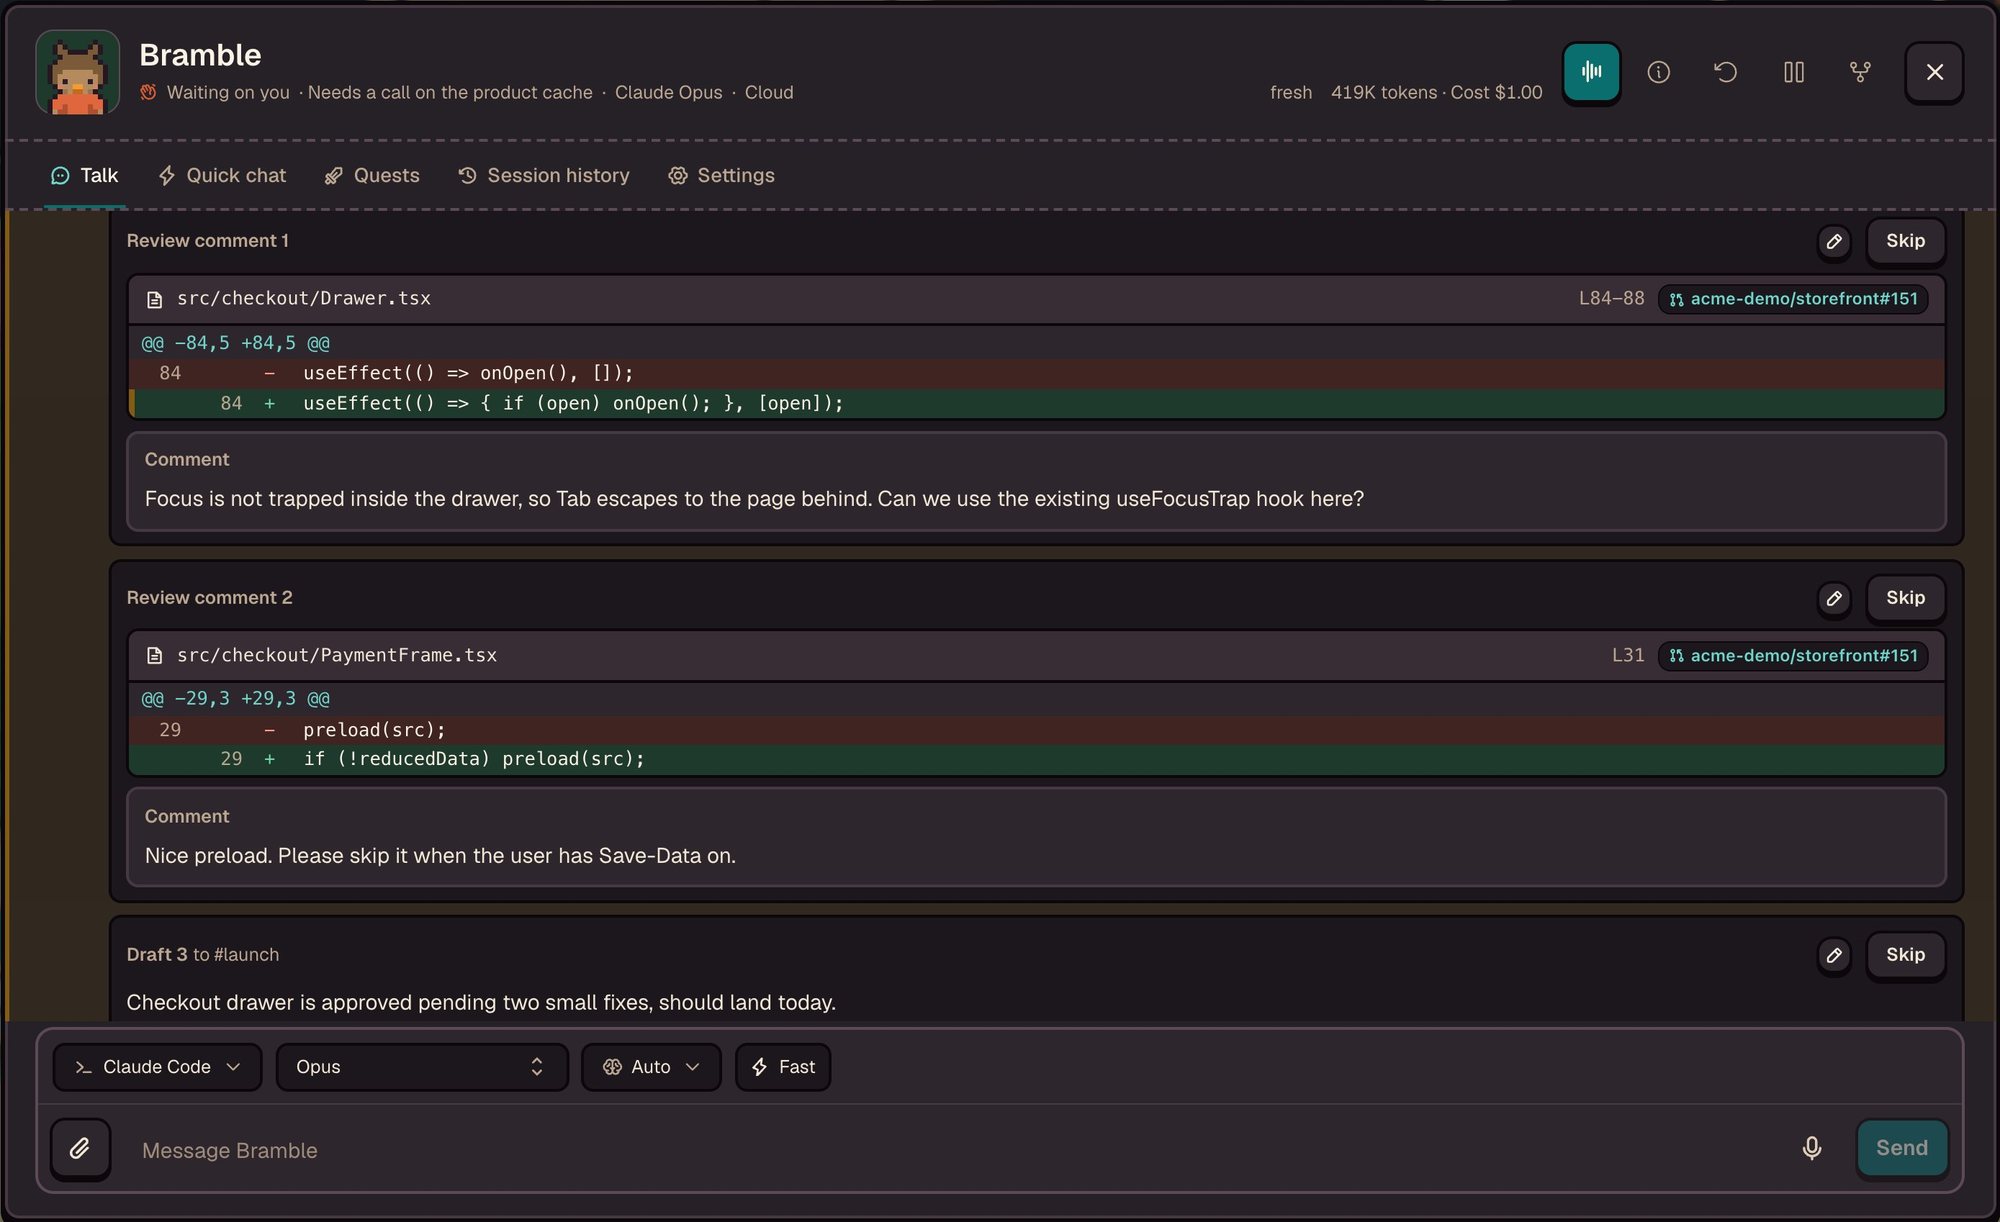 Bramble
Waiting on you · Needs a call on the product cache · Claude Opus · Cloud
fresh 419K tokens · Cost $1.00
Talk Quick chat Quests Session history Settings
Review comment 1 Skip
src/checkout/Drawer.tsx L84–88 acme-demo/storefront#151
@@ −84,5 +84,5 @@
84 − useEffect(() => onOpen(), []);
84 + useEffect(() => { if (open) onOpen(); }, [open]);
Comment
Focus is not trapped inside the drawer, so Tab escapes to the page behind. Can we use the existing useFocusTrap hook here?
Review comment 2 Skip
src/checkout/PaymentFrame.tsx L31 acme-demo/storefront#151
@@ −29,3 +29,3 @@
29 − preload(src);
29 + if (!reducedData) preload(src);
Comment
Nice preload. Please skip it when the user has Save-Data on.
Draft 3 to #launch Skip
Checkout drawer is approved pending two small fixes, should land today.
Claude Code Opus Auto Fast
Message Bramble Send